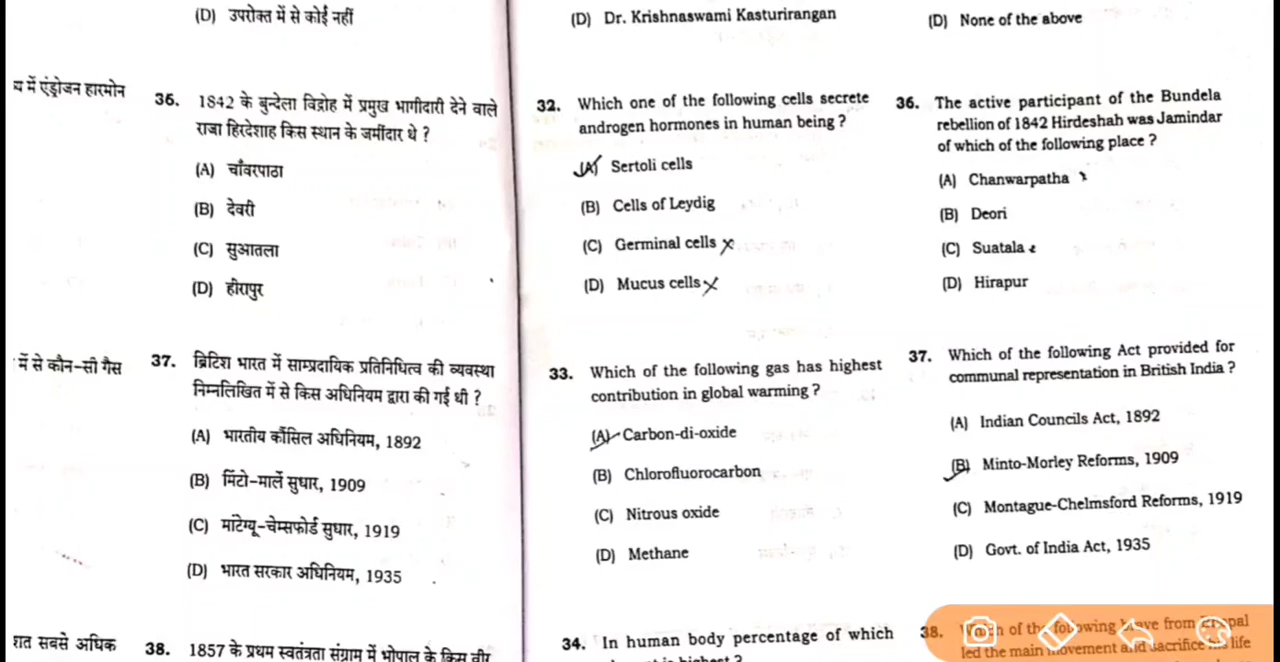 (D) उपरोक्त में से कोई नहीं
य में एंड्रोजन हारमोन
36. 1842 के बुन्देला विद्रोह में प्रमुख भागीदारी देने वाले
राजा हिरदेशाह किस स्थान के जमींदार थे ?
(A) चाँवरपाठा
(B) देवरी
(C) सुआतला
(D) हीरापुर
में से कौन-सी गैस
37. ब्रिटिश भारत में साम्प्रदायिक प्रतिनिधित्व की व्यवस्था
निम्नलिखित में से किस अधिनियम द्वारा की गई थी ?
(A) भारतीय कौंसिल अधिनियम, 1892
(B) मिंटो-मार्ले सुधार, 1909
(C) मांटेग्यू-चेम्सफोर्ड सुधार, 1919
(D) भारत सरकार अधिनियम, 1935
शत सबसे अधिक
38. 1857 के प्रथम स्वतंत्रता संग्राम में भोपाल के किस वीर
(D) Dr. Krishnaswami Kasturirangan
32. Which one of the following cells secrete
androgen hormones in human being ?
(A) Sertoli cells
(B) Cells of Leydig
(C) Germinal cells
(D) Mucus cells
33. Which of the following gas has highest
contribution in global warming ?
(A) Carbon-di-oxide
(B) Chlorofluorocarbon
(C) Nitrous oxide
(D) Methane
34. In human body percentage of which
(D) None of the above
36. The active participant of the Bundela
rebellion of 1842 Hirdeshah was Jamindar
of which of the following place ?
(A) Chanwarpatha
(B) Deori
(C) Suatala
(D) Hirapur
37. Which of the following Act provided for
communal representation in British India ?
(A) Indian Councils Act, 1892
(B) Minto-Morley Reforms, 1909
(C) Montague-Chelmsford Reforms, 1919
(D) Govt. of India Act, 1935
38. Which of the following from
led the main movement and sacrifice his life